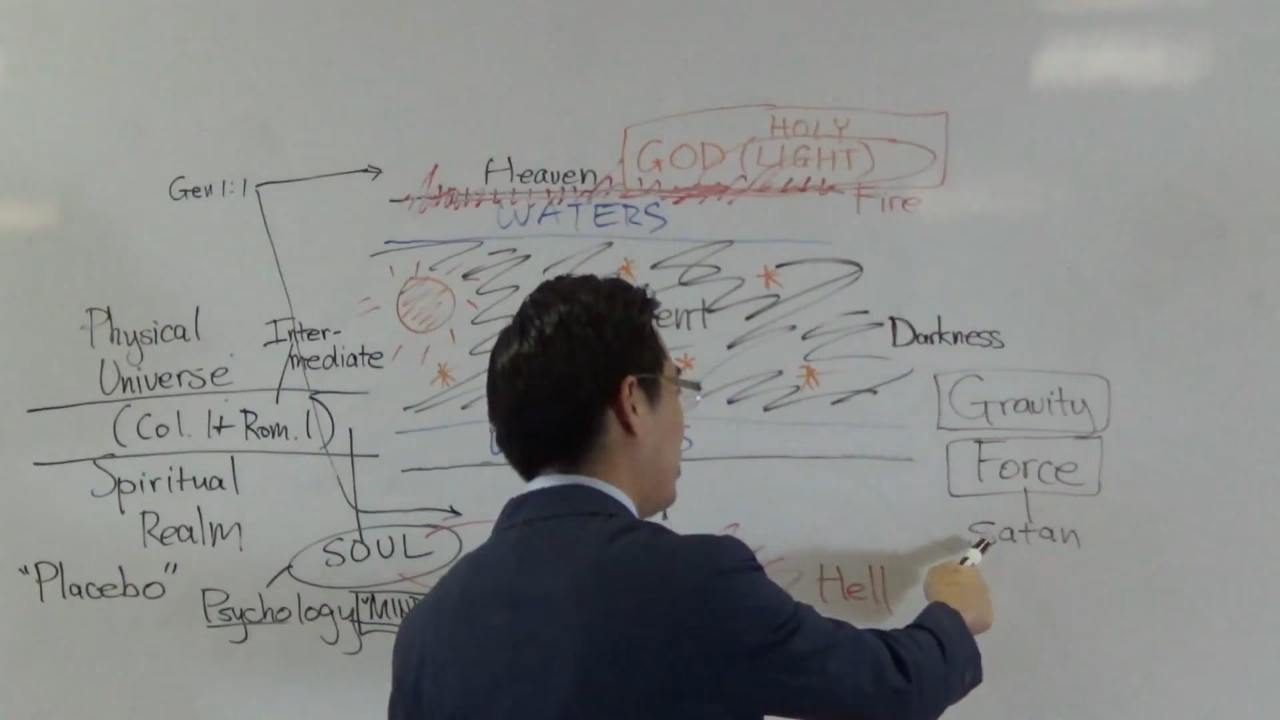 HOLY
GOD (LIGHT)
Heaven
Gen 1:1
Fire
WATERS
Physical
Universe
Inter-
mediate
Darkness
(Col. 1 + Rom. 1)
Gravity
Force
Spiritual
Realm
Satan
SOUL
"Placebo"
Hell
Psychology